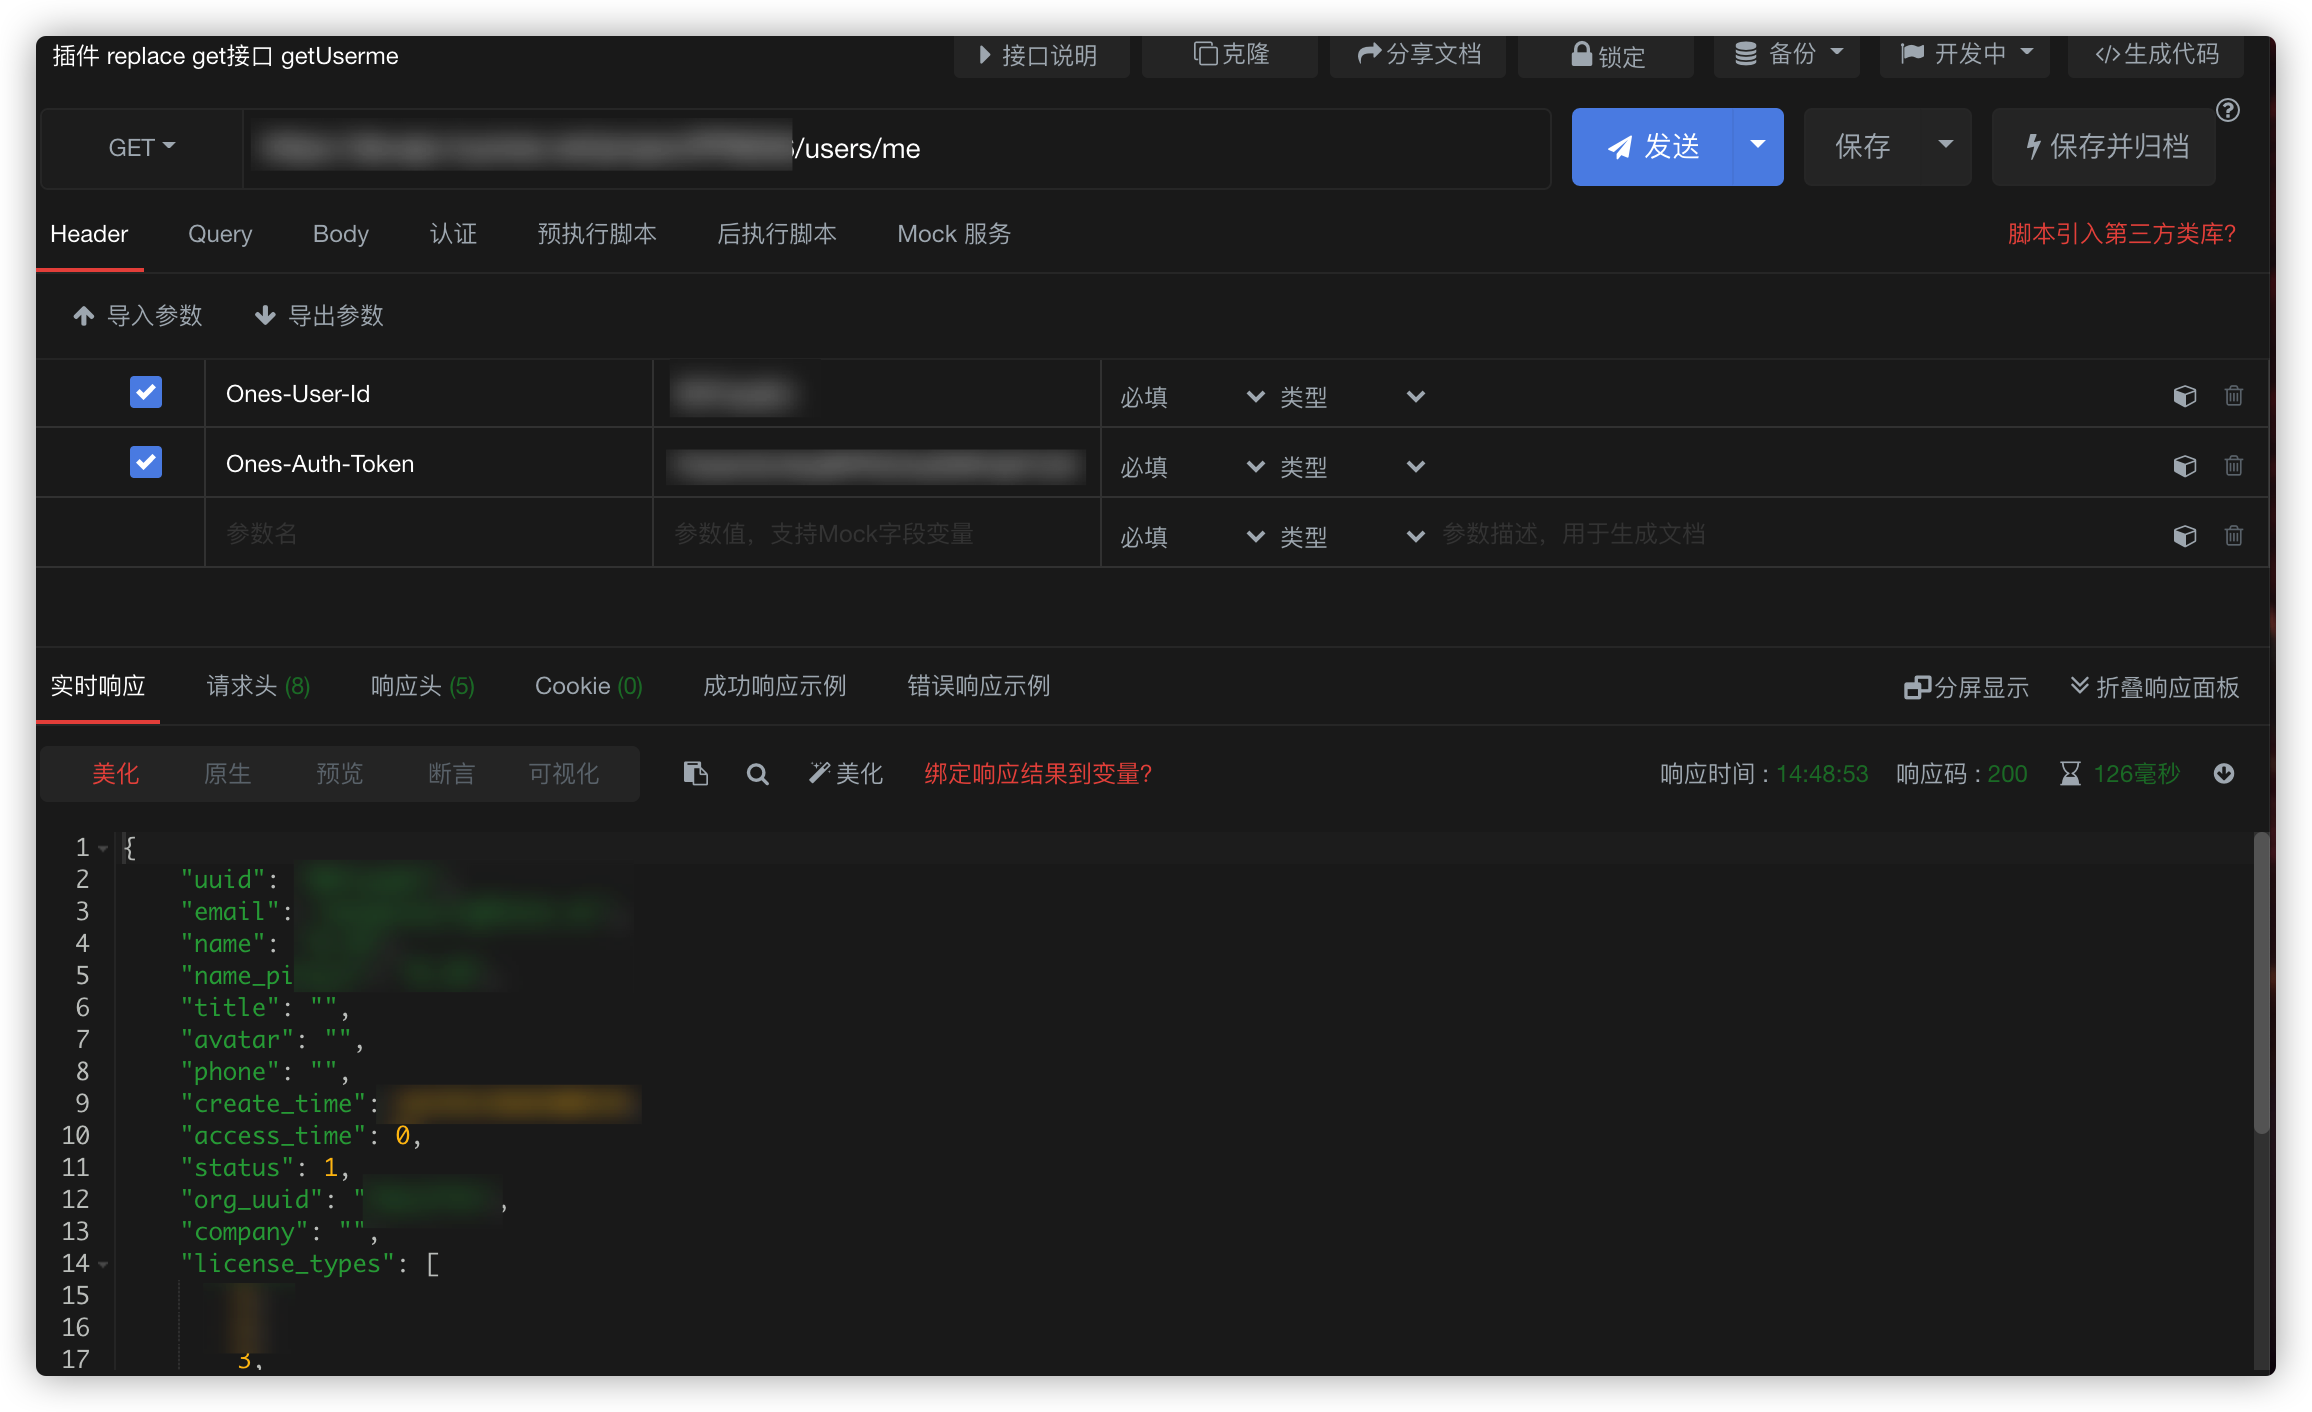 插件 replace get接口 getUserme
接口说明 克隆 分享文档 锁定 备份 开发中 </>生成代码
GET /users/me 发送 保存 保存并归档
Header Query Body 认证 预执行脚本 后执行脚本 Mock 服务 脚本引入第三方类库?
导入参数 导出参数
Ones-User-Id 必填 类型
Ones-Auth-Token 必填 类型
参数名 参数值，支持Mock字段变量 必填 类型 参数描述，用于生成文档
实时响应 请求头 (8) 响应头 (5) Cookie (0) 成功响应示例 错误响应示例 分屏显示 折叠响应面板
美化 原生 预览 断言 可视化 美化 绑定响应结果到变量? 响应时间 : 14:48:53 响应码 : 200 126毫秒
1 {
2 "uuid":
3 "email":
4 "name":
5 "name_pi
6 "title": "",
7 "avatar": "",
8 "phone": "",
9 "create_time":
10 "access_time": 0,
11 "status": 1,
12 "org_uuid": " ,
13 "company": "",
14 "license_types": [
15
16
17 3,